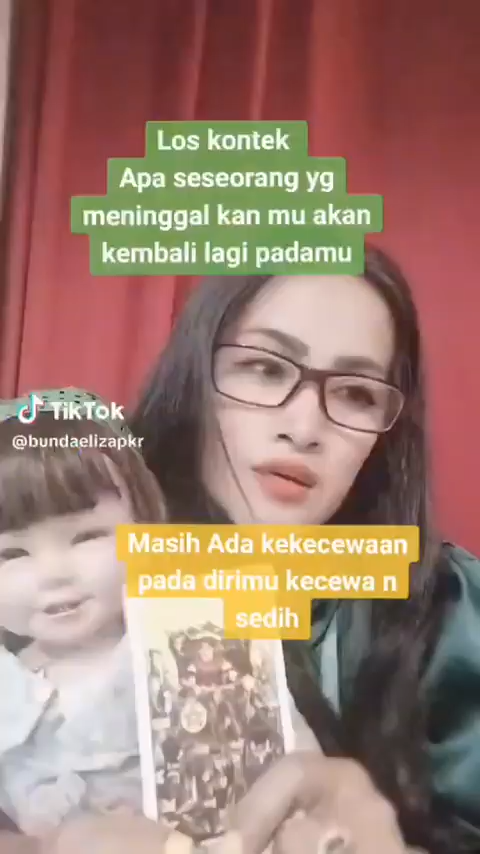 Los kontek
Apa seseorang yg
meninggal kan mu akan
kembali lagi padamu
TikTok
@bundaelizapkr
Masih Ada kekecewaan
pada dirimu kecewa n
sedih